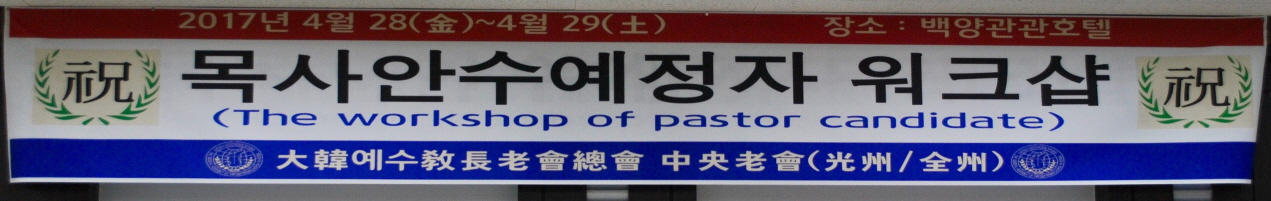 2017년 4월 28(金)~4월 29(土) 장소 : 백양관관호텔
祝 목사안수예정자 워크샵 祝
(The workshop of pastor candidate)
大韓예수敎長老會總會 中央老會(光州/全州)